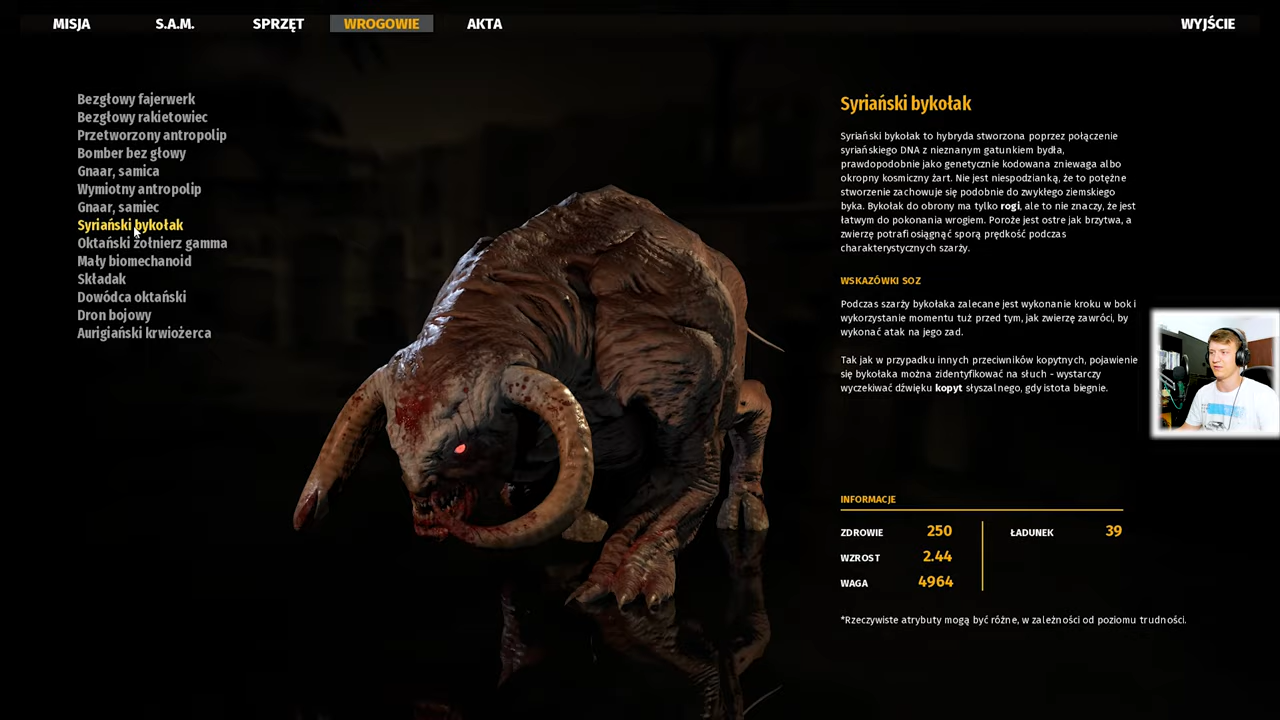 MISJA S.A.M. SPRZĘT WROGOWIE AKTA WYJŚCIE
Bezgłowy fajerwerk
Bezgłowy rakietowiec
Przetworzony antropolip
Bomber bez głowy
Gnaar, samica
Wymiotny antropolip
Gnaar, samiec
Syriański bykołak
Oktański żołnierz gamma
Mały biomechanoid
Składak
Dowódca oktański
Dron bojowy
Aurigiański krwiożerca
Syriański bykołak
Syriański bykołak to hybryda stworzona poprzez połączenie
syriańskiego DNA z nieznanym gatunkiem bydła,
prawdopodobnie jako genetycznie kodowana zniewaga albo
okropny kosmiczny żart. Nie jest niespodzianką, że to potężne
stworzenie zachowuje się podobnie do zwykłego ziemskiego
byka. Bykołak do obrony ma tylko rogi, ale to nie znaczy, że jest
łatwym do pokonania wrogiem. Poroże jest ostre jak brzytwa, a
zwierzę potrafi osiągnąć sporą prędkość podczas
charakterystycznych szarży.
WSKAZÓWKI SOZ
Podczas szarży bykołaka zalecane jest wykonanie kroku w bok i
wykorzystanie momentu tuż przed tym, jak zwierzę zawróci, by
wykonać atak na jego zad.
Tak jak w przypadku innych przeciwników kopytnych, pojawienie
się bykołaka można zidentyfikować na słuch - wystarczy
wyczekiwać dźwięku kopyt słyszalnego, gdy istota biegnie.
INFORMACJE
ZDROWIE 250 ŁADUNEK 39
WZROST 2.44
WAGA 4964
*Rzeczywiste atrybuty mogą być różne, w zależności od poziomu trudności.